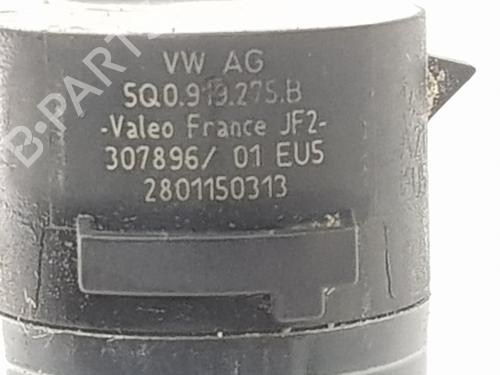 VW AG
5Q0.919.275.B
-Valeo France JF2-
307896/ 01 EU5
2801150313
B-PARTS